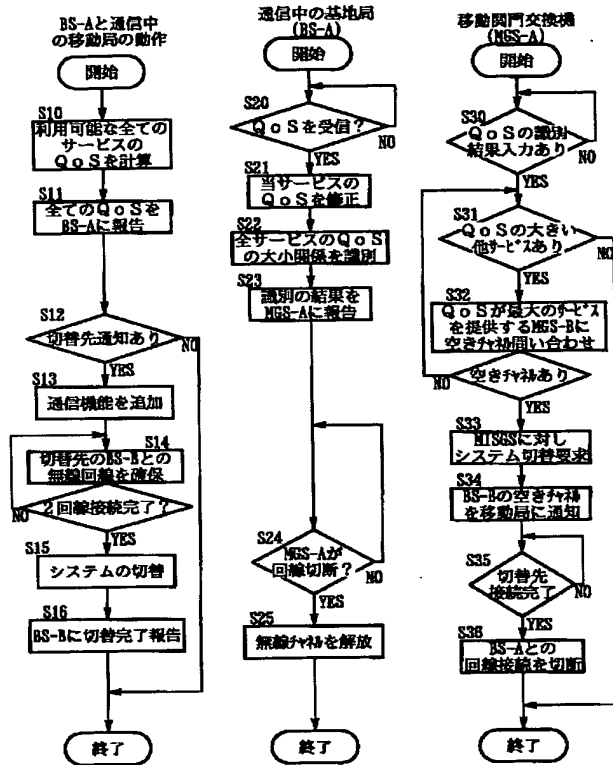 BS-Aと通信中
の移動局の動作
開始
S10
利用可能な全ての
サービスの
QoSを計算
S11
全てのQoSを
BS-Aに報告
S12
切替先通知あり
NO
YES
S13
通信機能を追加
S14
切替先のBS-Bとの
無線回線を確保
2回線接続完了?
NO
YES
S15
システムの切替
S16
BS-Bに切替完了報告
終了
通信中の基地局
(BS-A)
開始
S20
QoSを受信?
NO
YES
S21
当サービスの
QoSを修正
S22
全サービスのQoS
の大小関係を識別
S23
識別の結果を
MGS-Aに報告
S24
MGS-Aが
回線切断?
NO
YES
S25
無線チャネルを解放
終了
移動関門交換機
(MGS-A)
開始
S30
QoSの識別
結果入力あり
NO
YES
S31
QoSの大きい
他サービスあり
NO
YES
S32
QoSが最大のサービス
を提供するMGS-Bに
空きチャネル問い合わせ
空きチャネルあり
NO
YES
S33
MISGSに対し
システム切替要求
S34
BS-Bの空きチャネル
を移動局に通知
S35
切替先
接続完了
NO
YES
S36
BS-Aとの
回線接線を切断
終了